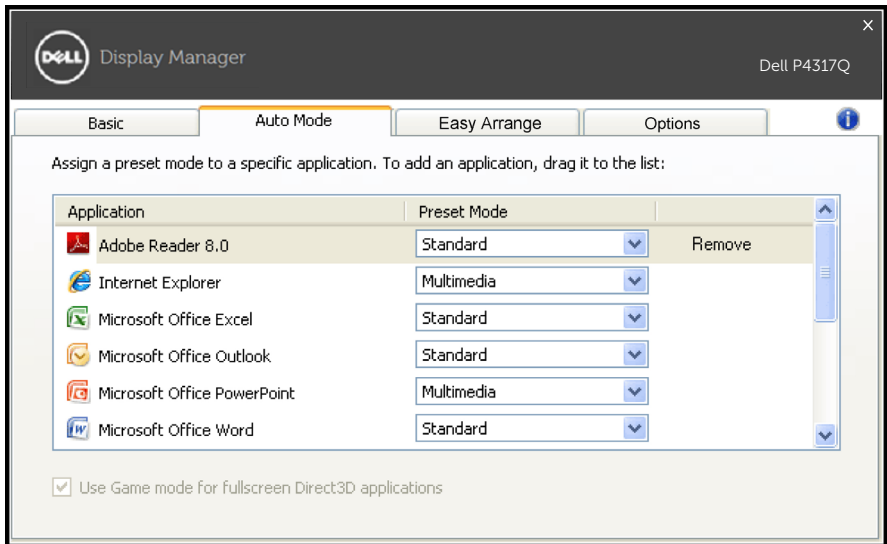 X
DELL Display Manager
Dell P4317Q
Basic Auto Mode Easy Arrange Options i
Assign a preset mode to a specific application. To add an application, drag it to the list:
Application Preset Mode
Adobe Reader 8.0 Standard Remove
Internet Explorer Multimedia
Microsoft Office Excel Standard
Microsoft Office Outlook Standard
Microsoft Office PowerPoint Multimedia
Microsoft Office Word Standard
Use Game mode for fullscreen Direct3D applications